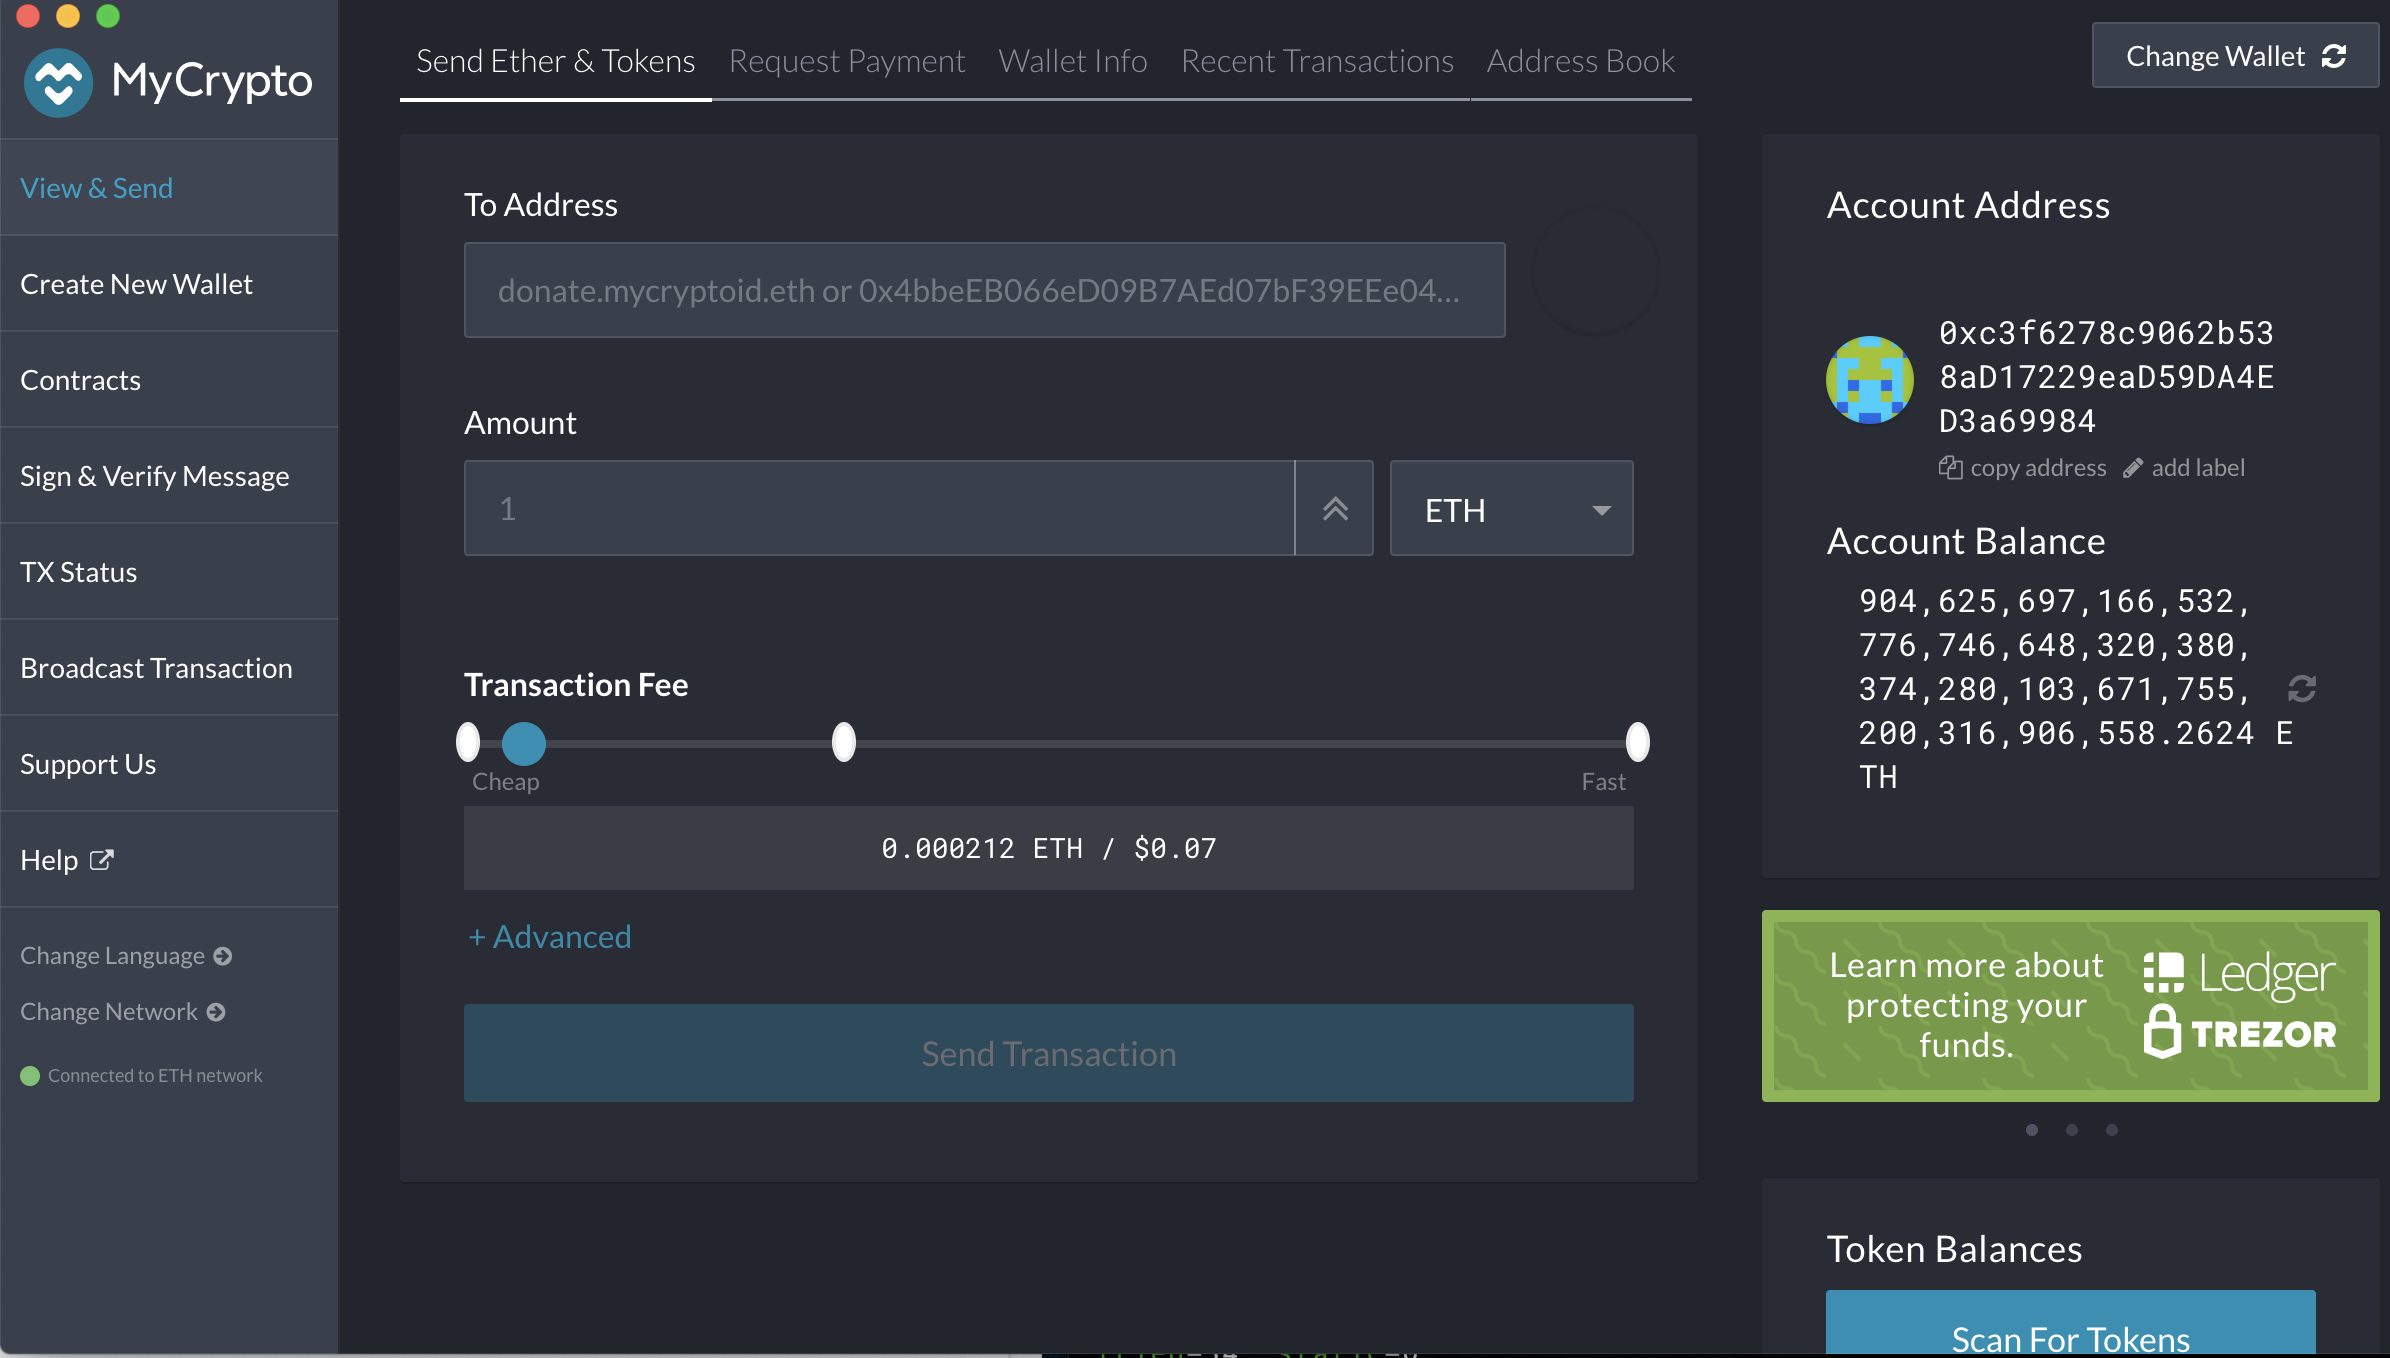 MyCrypto
View & Send
Create New Wallet
Contracts
Sign & Verify Message
TX Status
Broadcast Transaction
Support Us
Help
Change Language
Change Network
Connected to ETH network
Send Ether & Tokens
Request Payment
Wallet Info
Recent Transactions
Address Book
Change Wallet
To Address
donate.mycryptoid.eth or 0x4bbeEB066eD09B7AEd07bF39EEe04...
Amount
1
ETH
Transaction Fee
Cheap
Fast
0.000212 ETH / $0.07
+ Advanced
Send Transaction
Account Address
0xc3f6278c9062b53
8aD17229eaD59DA4E
D3a69984
copy address
add label
Account Balance
904,625,697,166,532,
776,746,648,320,380,
374,280,103,671,755,
200,316,906,558.2624 E
TH
Learn more about
protecting your
funds.
Ledger
TREZOR
Token Balances
Scan For Tokens